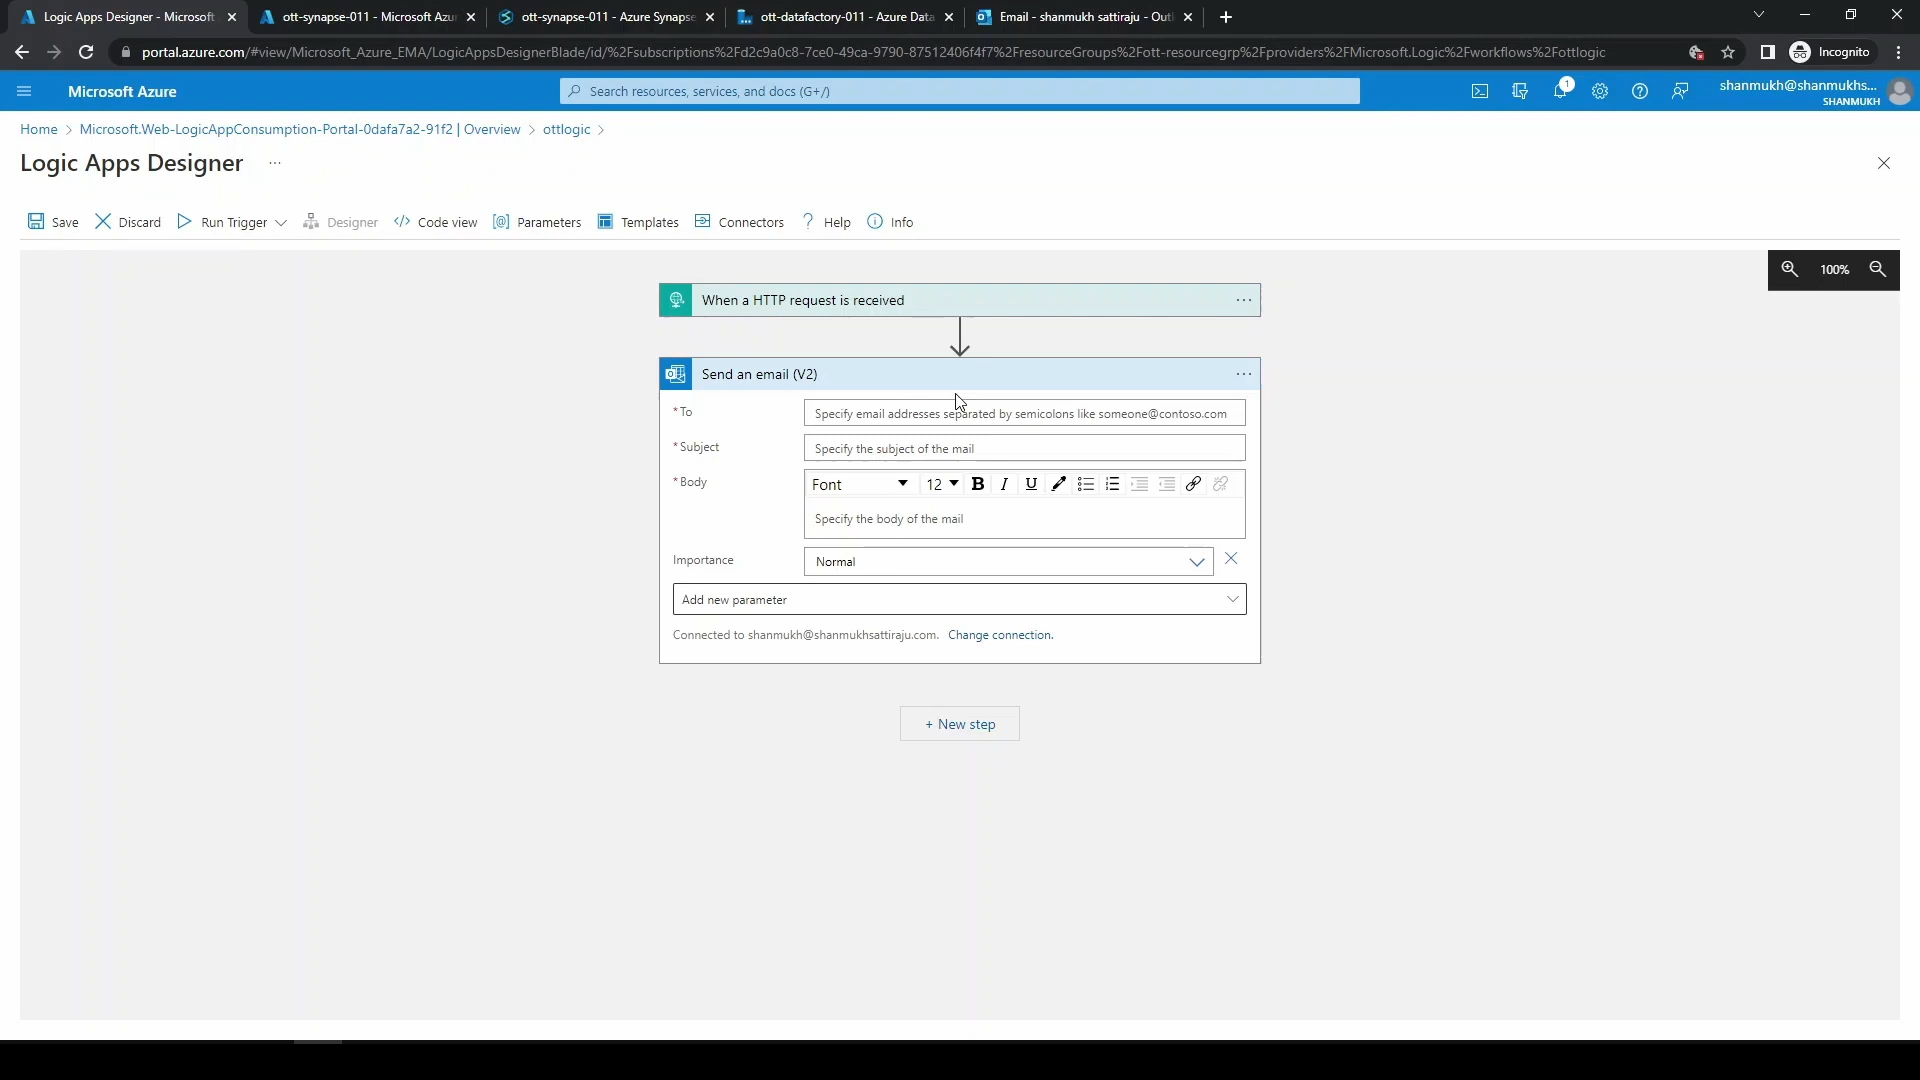 Logic Apps Designer - Microsoft
ott-synapse-011 - Microsoft Azu
ott-synapse-011 - Azure Synapse
ott-datafactory-011 - Azure Data
Email - shanmukh sattiraju - Outl
portal.azure.com/#view/Microsoft_Azure_EMA/LogicAppsDesignerBlade/id/%2Fsubscriptions%2Fd2c9a0c8-7ce0-49ca-9790-87512406f4f7%2FresourceGroups%2Fott-resourcegrp%2Fproviders%2FMicrosoft.Logic%2Fworkflows%2Fottlogic
Incognito
Microsoft Azure
Search resources, services, and docs (G+/)
1
shanmukh@shanmukhs...
SHANMUKH
Home > Microsoft.Web-LogicAppConsumption-Portal-0dafa7a2-91f2 | Overview > ottlogic >
Logic Apps Designer ...
Save Discard Run Trigger Designer Code view Parameters Templates Connectors Help Info
100%
When a HTTP request is received
Send an email (V2)
* To
Specify email addresses separated by semicolons like someone@contoso.com
* Subject
Specify the subject of the mail
* Body
Font 12 B I U
Specify the body of the mail
Importance
Normal
Add new parameter
Connected to shanmukh@shanmukhsattiraju.com. Change connection.
+ New step